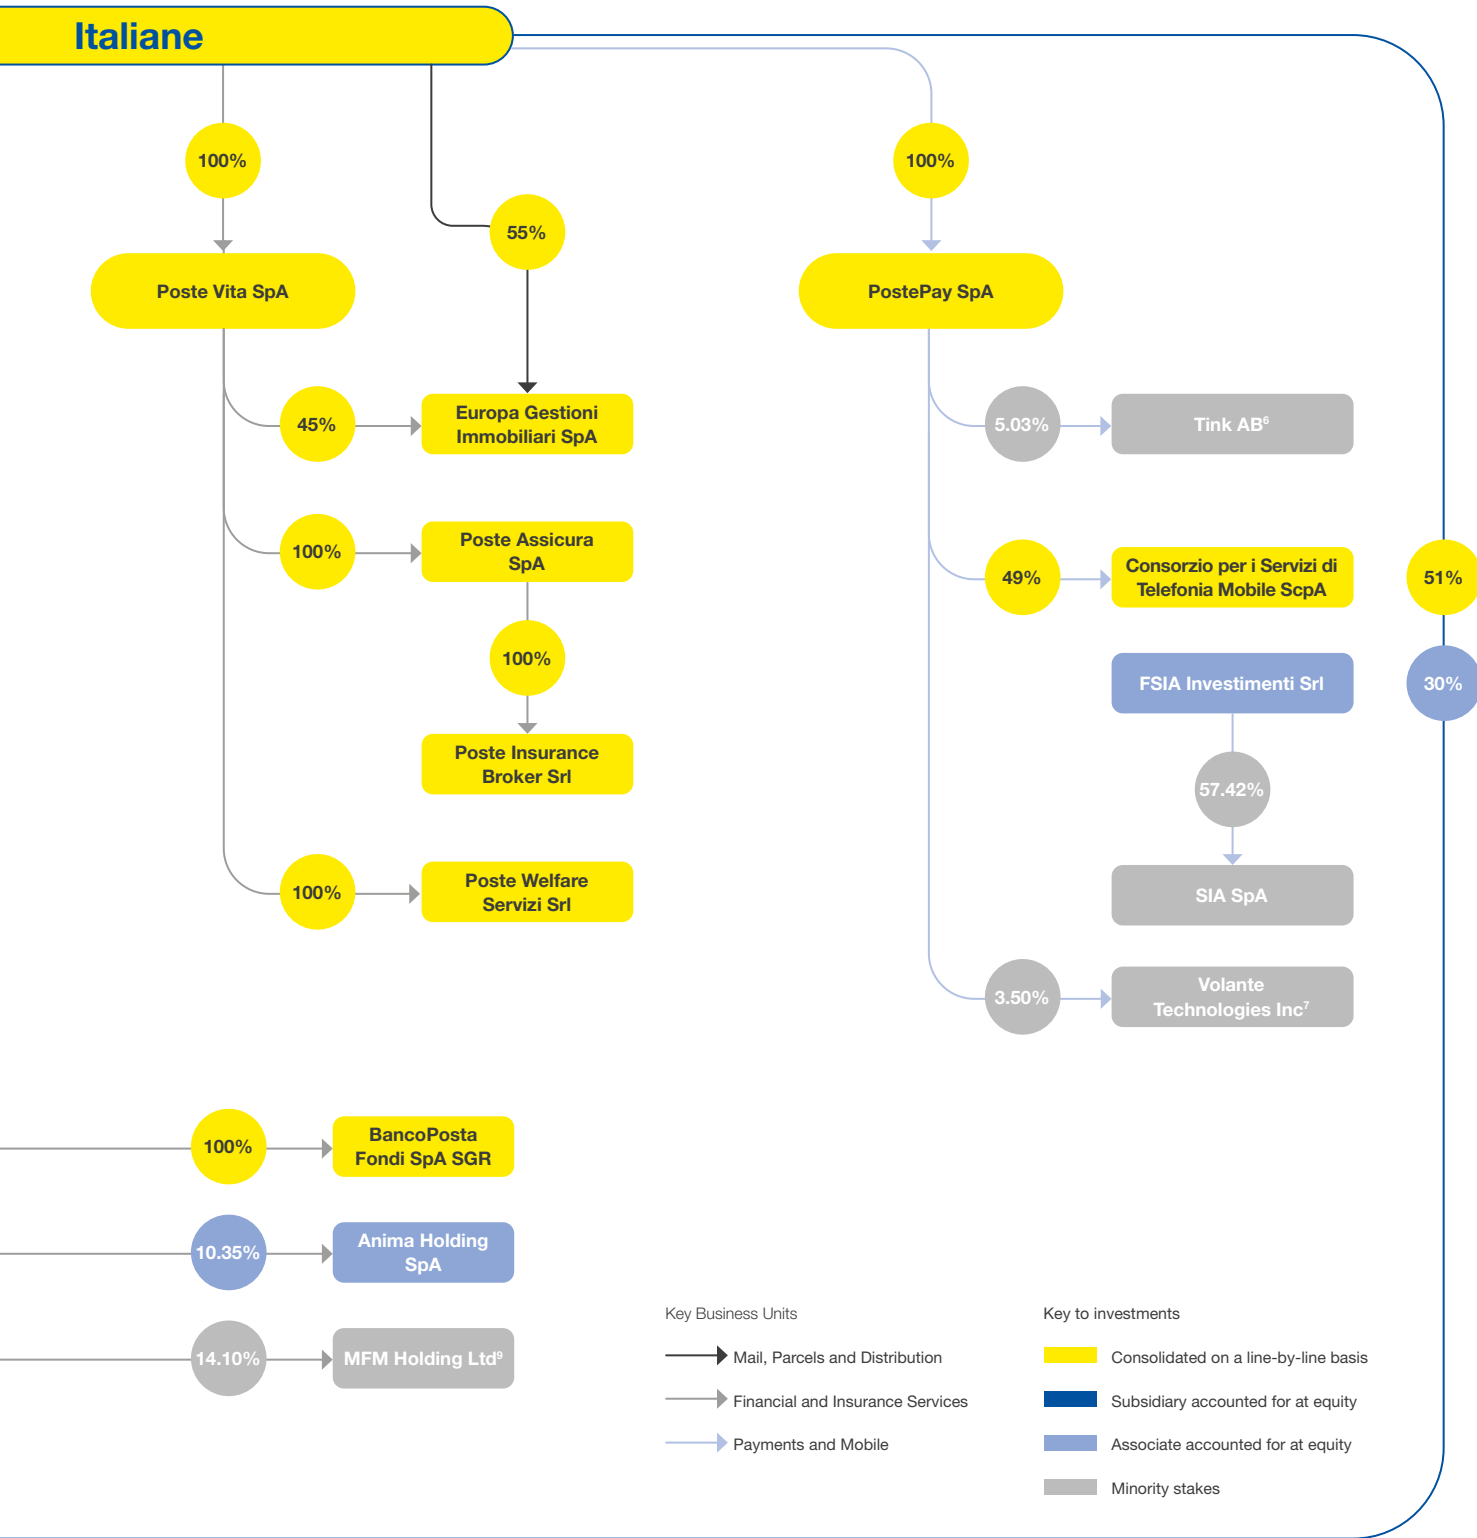 Italiane
100%
100%
55%
Poste Vita SpA
PostePay SpA
45%
Europa Gestioni
Immobiliari SpA
5.03%
Tink AB⁶
100%
Poste Assicura
SpA
49%
Consorzio per i Servizi di
Telefonia Mobile ScpA
51%
100%
FSIA Investimenti Srl
30%
Poste Insurance
Broker Srl
57.42%
100%
Poste Welfare
Servizi Srl
SIA SpA
3.50%
Volante
Technologies Inc⁷
100%
BancoPosta
Fondi SpA SGR
10.35%
Anima Holding
SpA
14.10%
MFM Holding Ltd⁹
Key Business Units
Mail, Parcels and Distribution
Financial and Insurance Services
Payments and Mobile
Key to investments
Consolidated on a line-by-line basis
Subsidiary accounted for at equity
Associate accounted for at equity
Minority stakes